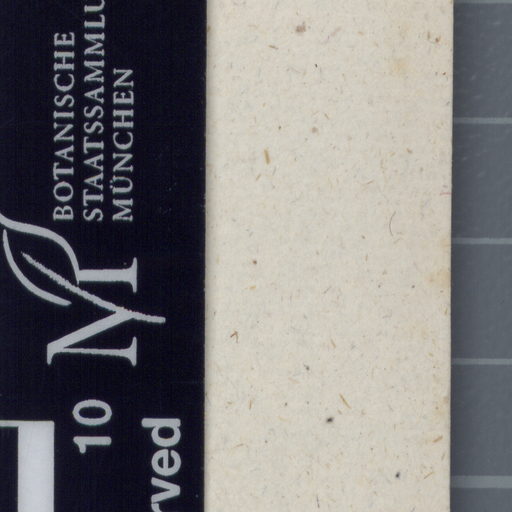 BOTANISCHE
STAATSSAMMLU
MÜNCHEN
M
10
rved